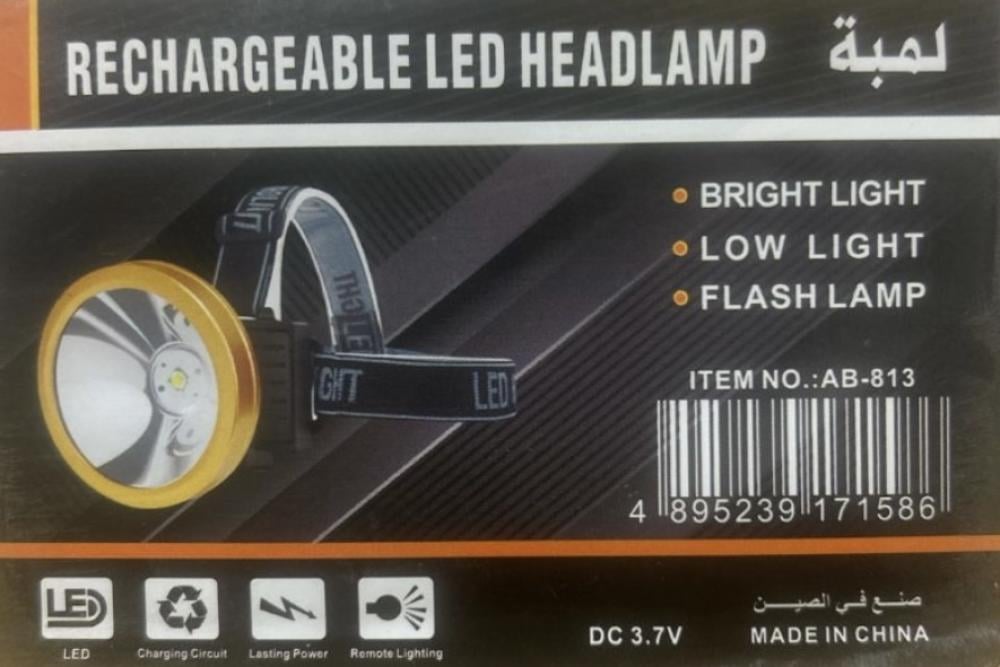 RECHARGEABLE LED HEADLAMP لمبة
BRIGHT LIGHT
LOW LIGHT
FLASH LAMP
ITEM NO.:AB-813
4 895239 171586
LED
LED
Charging Circuit
Lasting Power
Remote Lighting
DC 3.7V
صنع في الصين
MADE IN CHINA